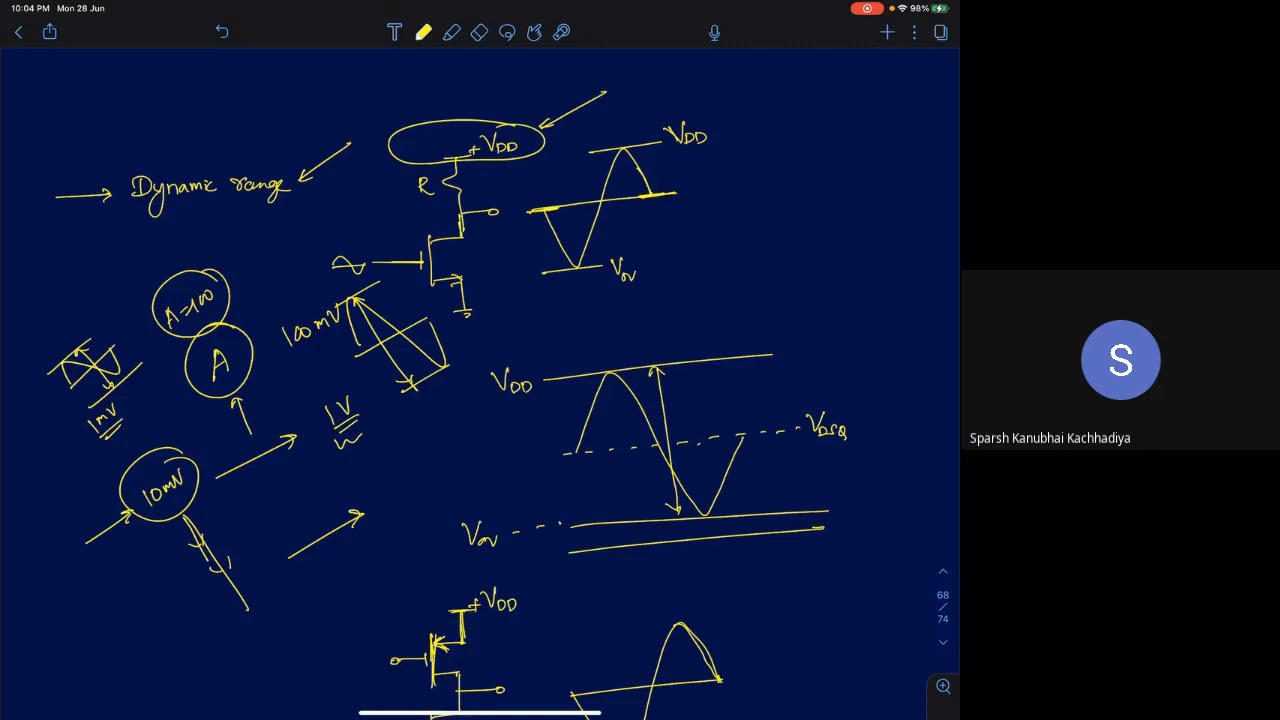 10:04 PM Mon 28 Jun
98%
T
+VDD
VDD
→ Dynamic range
R
Vov
A=100
100mV
A
1mV
1V
VDD
VDSQ
10mV
Vov
+VDD
68
/
74
S
Sparsh Kanubhai Kachhadiya